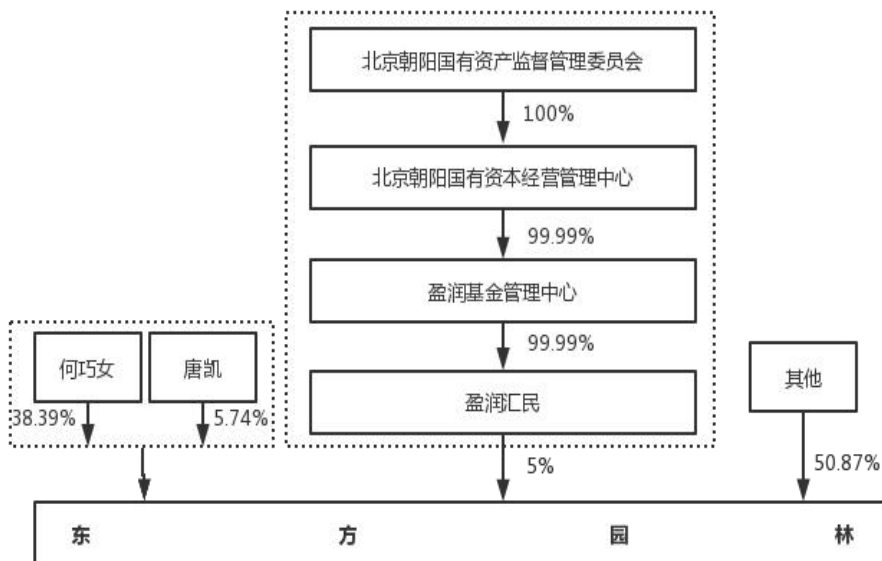 北京朝阳国有资产监督管理委员会
100%
北京朝阳国有资本经营管理中心
99.99%
盈润基金管理中心
99.99%
何巧女
唐凯
盈润汇民
其他
38.39%
5.74%
5%
50.87%
东 方 园 林